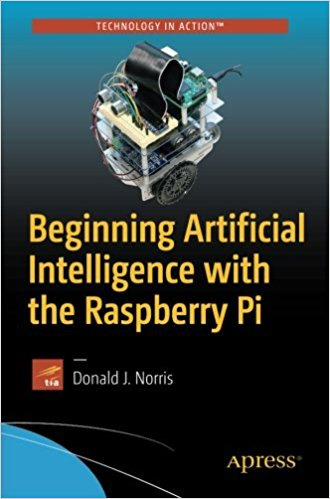 TECHNOLOGY IN ACTION™
Beginning Artificial
Intelligence with
the Raspberry Pi
tia
Donald J. Norris
Apress®